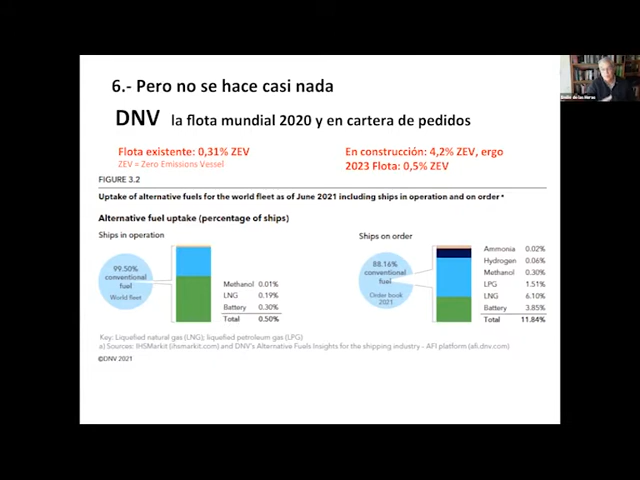 6.- Pero no se hace casi nada
DNV la flota mundial 2020 y en cartera de pedidos
Flota existente: 0,31% ZEV
ZEV = Zero Emissions Vessel
En construcción: 4,2% ZEV, ergo
2023 Flota: 0,5% ZEV
FIGURE 3.2
Uptake of alternative fuels for the world fleet as of June 2021 including ships in operation and on order a
Alternative fuel uptake (percentage of ships)
Ships in operation
99.50%
conventional
fuel
World fleet
Methanol 0.01%
LNG 0.19%
Battery 0.30%
Total 0.50%
Ships on order
88.16%
conventional
fuel
Order book
2021
Ammonia 0.02%
Hydrogen 0.06%
Methanol 0.30%
LPG 1.51%
LNG 6.10%
Battery 3.85%
Total 11.84%
Key: Liquefied natural gas (LNG); liquefied petroleum gas (LPG)
a) Sources: IHSMarkit (ihsmarkit.com) and DNV's Alternative Fuels Insights for the shipping industry - AFI platform (afi.dnv.com)
©DNV 2021